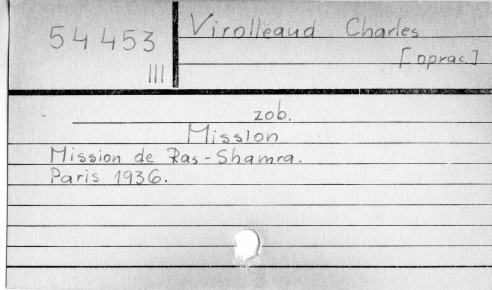 54453
III
Virolleaud Charles
[oprac.]
zob.
Mission
Mission de Ras-Shamra.
Paris 1936.